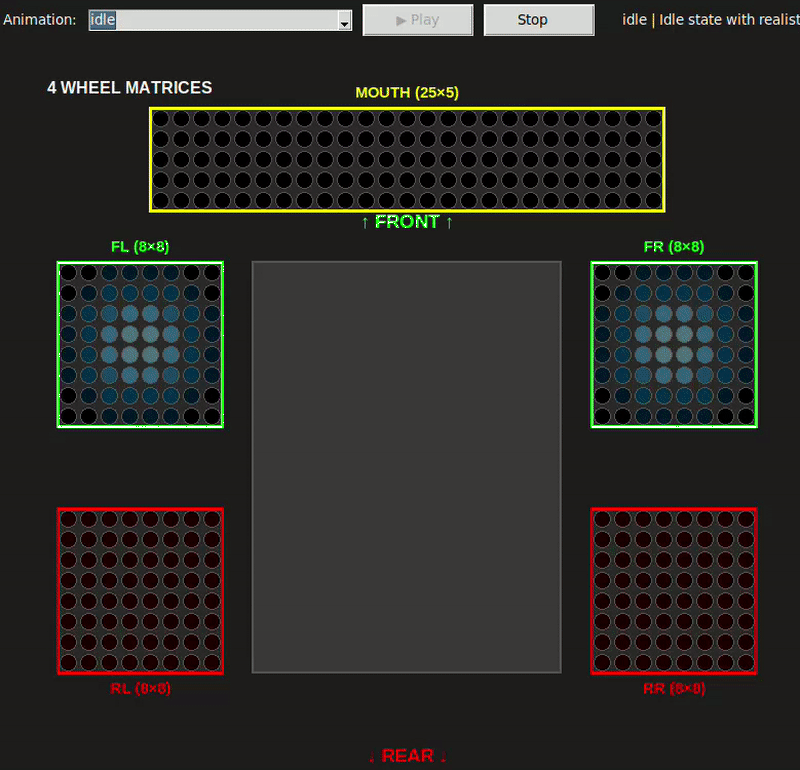 Animation: idle ▶ Play Stop idle | Idle state with realist
4 WHEEL MATRICES
MOUTH (25×5)
↑ FRONT ↑
FL (8×8) FR (8×8)
RL (8×8) RR (8×8)
↓ REAR ↓